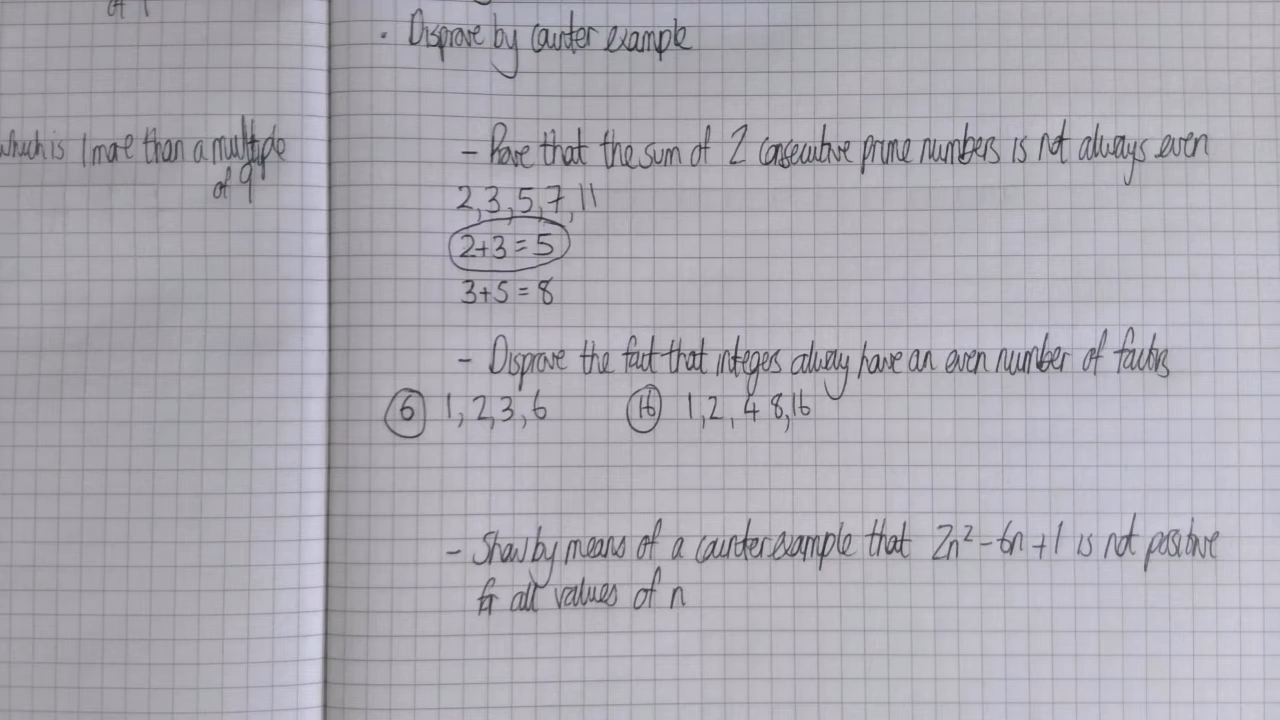 which is 1 more than a multiple
of 9
· Disprove by counter example
- Prove that the sum of 2 consecutive prime numbers is not always even
2, 3, 5, 7, 11
2+3=5
3+5=8
- Disprove the fact that integers always have an even number of factors
6 1, 2, 3, 6 16 1, 2, 4 8, 16
- Show by means of a counter example that 2n² - 6n + 1 is not positive
for all values of n